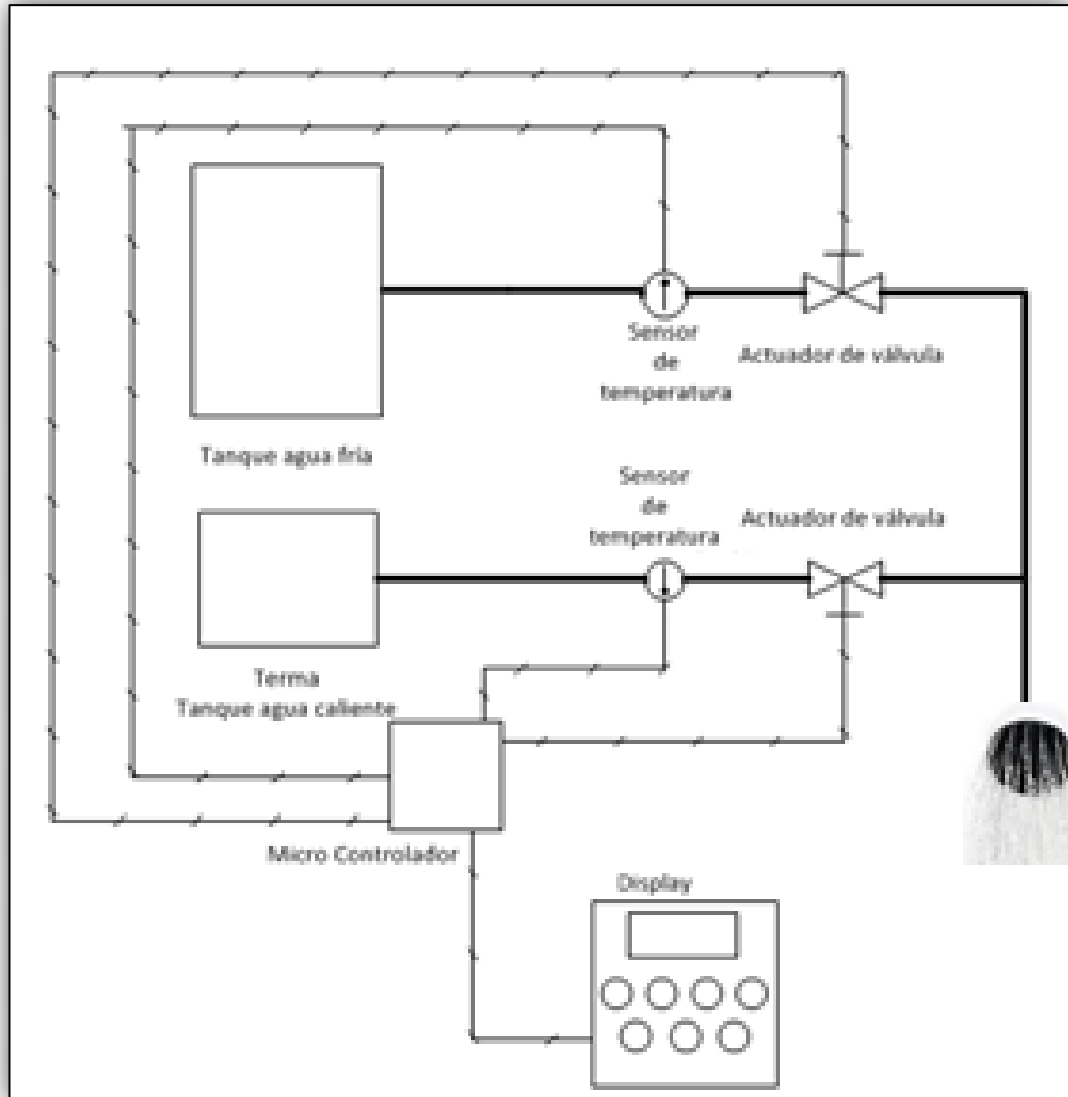 Sensor
de
temperatura
Actuador de válvula
Tanque agua fría
Sensor
de
temperatura
Actuador de válvula
Terma
Tanque agua caliente
Micro Controlador
Display